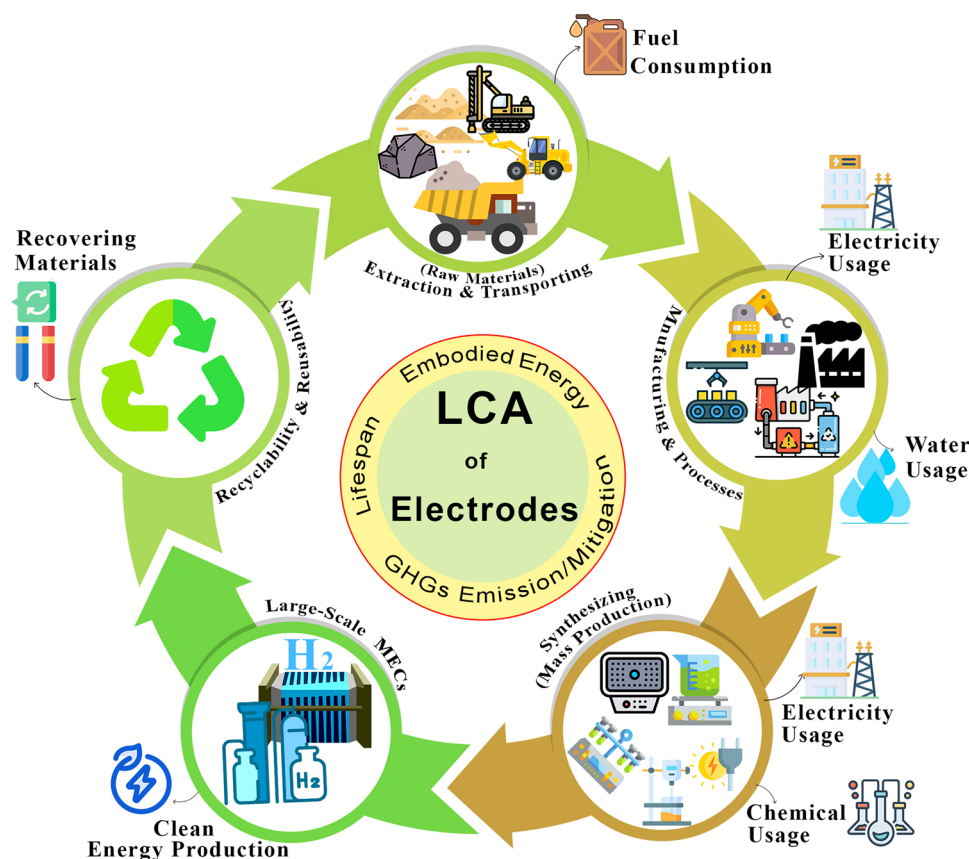 Fuel
Consumption
(Raw Materials)
Extraction & Transporting
Electricity
Usage
Mnufacturing & Processes
Water
Usage
Synthesizing
(Mass Production)
Electricity
Usage
Chemical
Usage
Large-Scale MECs
H2
H2
Clean
Energy Production
Recyclability & Reusability
Recovering
Materials
Embodied Energy
Lifespan
GHGs Emission/Mitigation
LCA
of
Electrodes